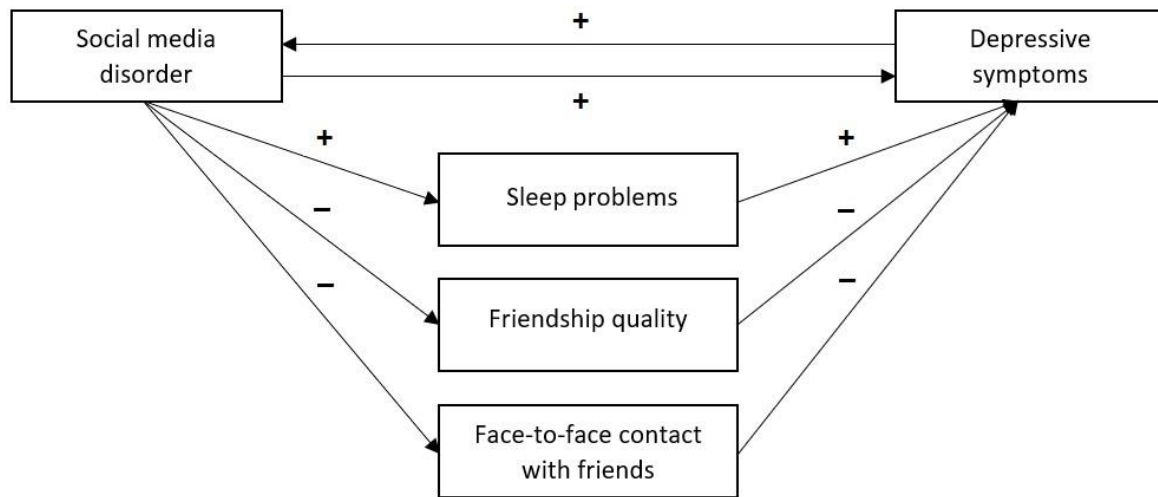 +
Social media
disorder
Depressive
symptoms
+
+
+
Sleep problems
–
–
Friendship quality
–
–
Face-to-face contact
with friends